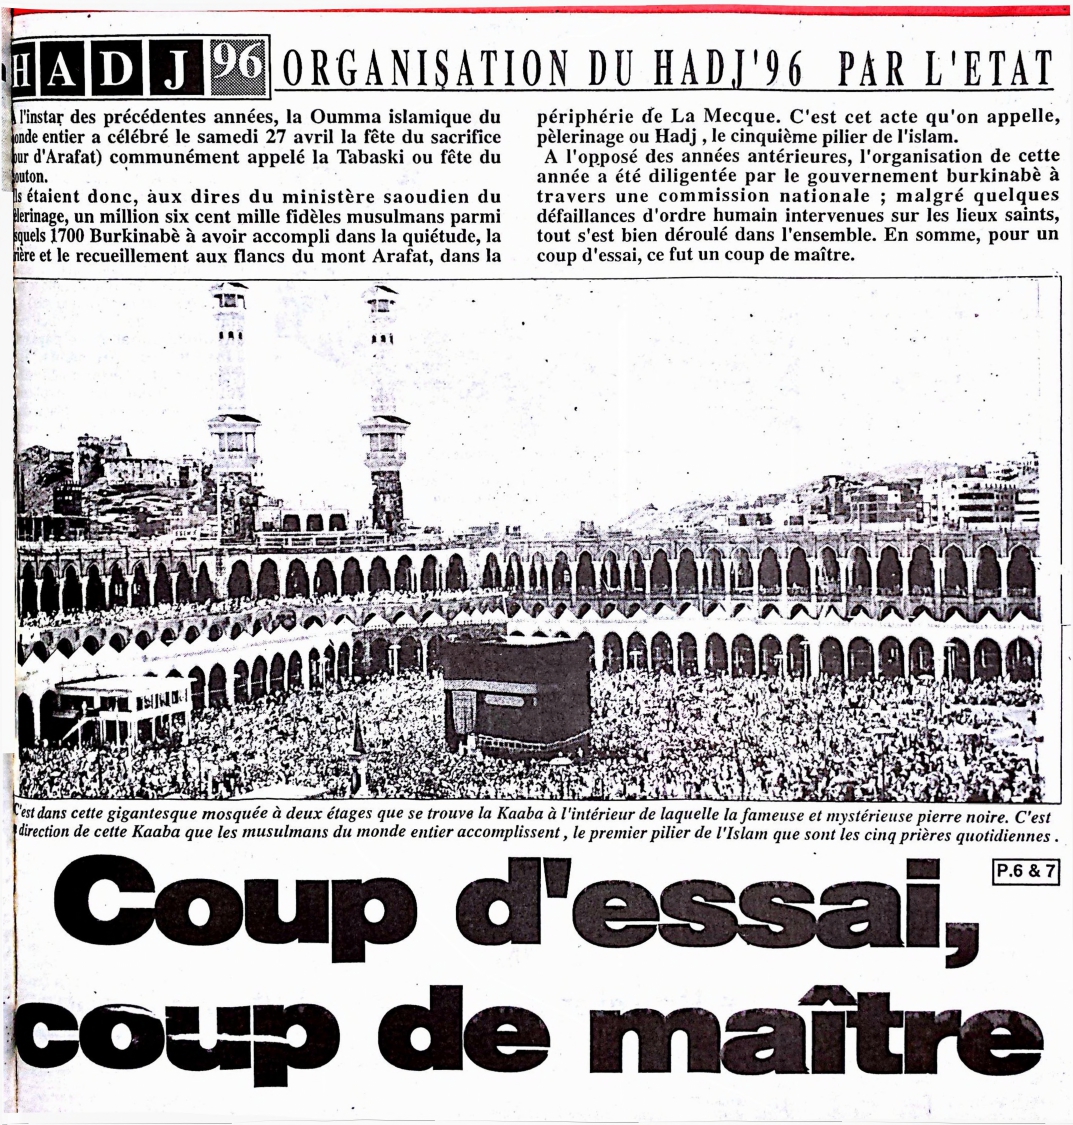 HADJ 96 ORGANISATION DU HADJ'96 PAR L'ETAT
l'instar des précédentes années, la Oumma islamique du
onde entier a célébré le samedi 27 avril la fête du sacrifice
our d'Arafat) communément appelé la Tabaski ou fête du
outon.
ls étaient donc, aux dires du ministère saoudien du
èlerinage, un million six cent mille fidèles musulmans parmi
squels 1700 Burkinabè à avoir accompli dans la quiétude, la
rière et le recueillement aux flancs du mont Arafat, dans la
périphérie de La Mecque. C'est cet acte qu'on appelle,
pèlerinage ou Hadj , le cinquième pilier de l'islam.
A l'opposé des années antérieures, l'organisation de cette
année a été diligentée par le gouvernement burkinabè à
travers une commission nationale ; malgré quelques
défaillances d'ordre humain intervenues sur les lieux saints,
tout s'est bien déroulé dans l'ensemble. En somme, pour un
coup d'essai, ce fut un coup de maître.
C'est dans cette gigantesque mosquée à deux étages que se trouve la Kaaba à l'intérieur de laquelle la fameuse et mystérieuse pierre noire. C'est
direction de cette Kaaba que les musulmans du monde entier accomplissent , le premier pilier de l'Islam que sont les cinq prières quotidiennes .
P.6 & 7
Coup d'essai,
coup de maître